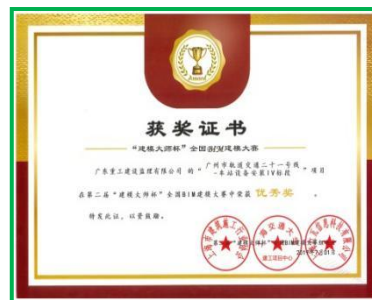 Award
获奖证书
“建模大师杯”全国BIM建模大赛
广东重工建设监理有限公司 的“ 广州市轨道交通二十一号线
-车站设备安装IV标段 ”项目
在第二届“建模大师杯”全国BIM建模大赛中荣获 优秀奖 。
特发此证，以资鼓励。